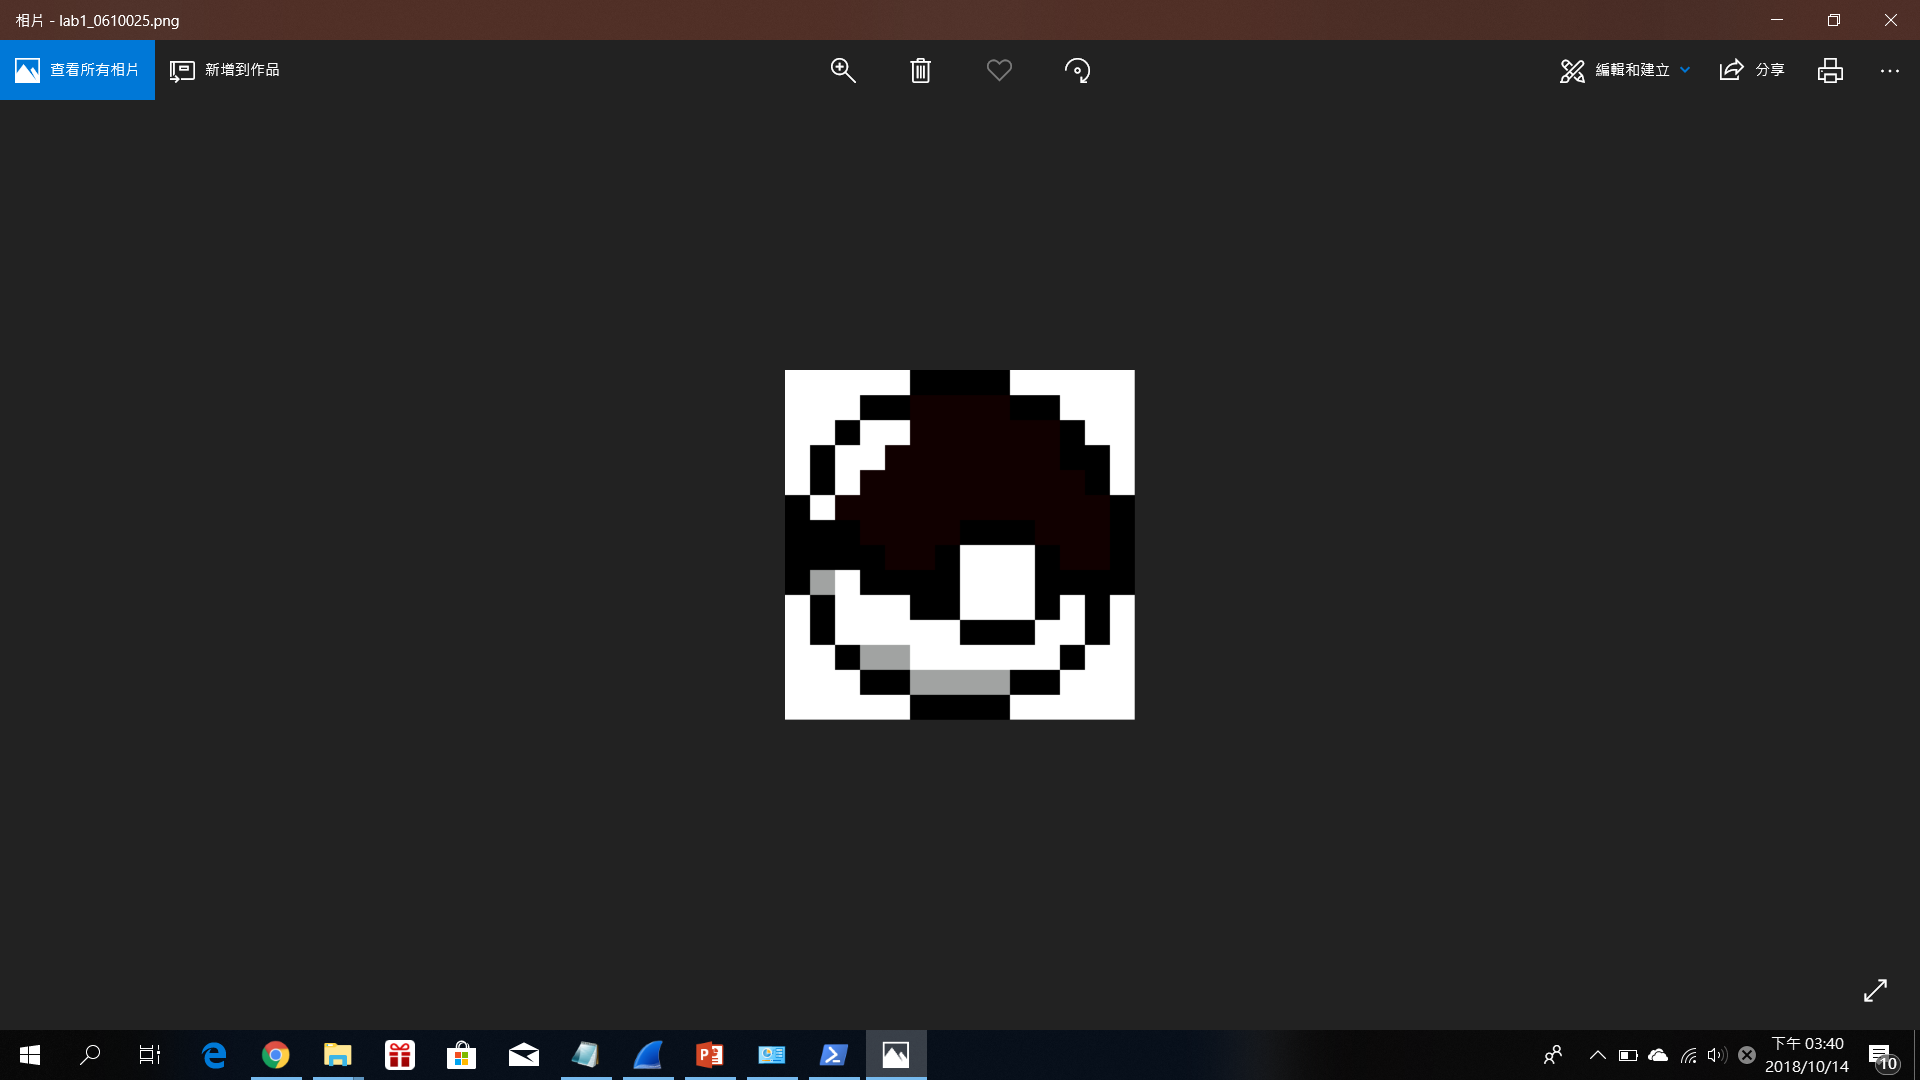 相片 - lab1_0610025.png
查看所有相片
新增到作品
編輯和建立
分享
下午 03:40
2018/10/14
10